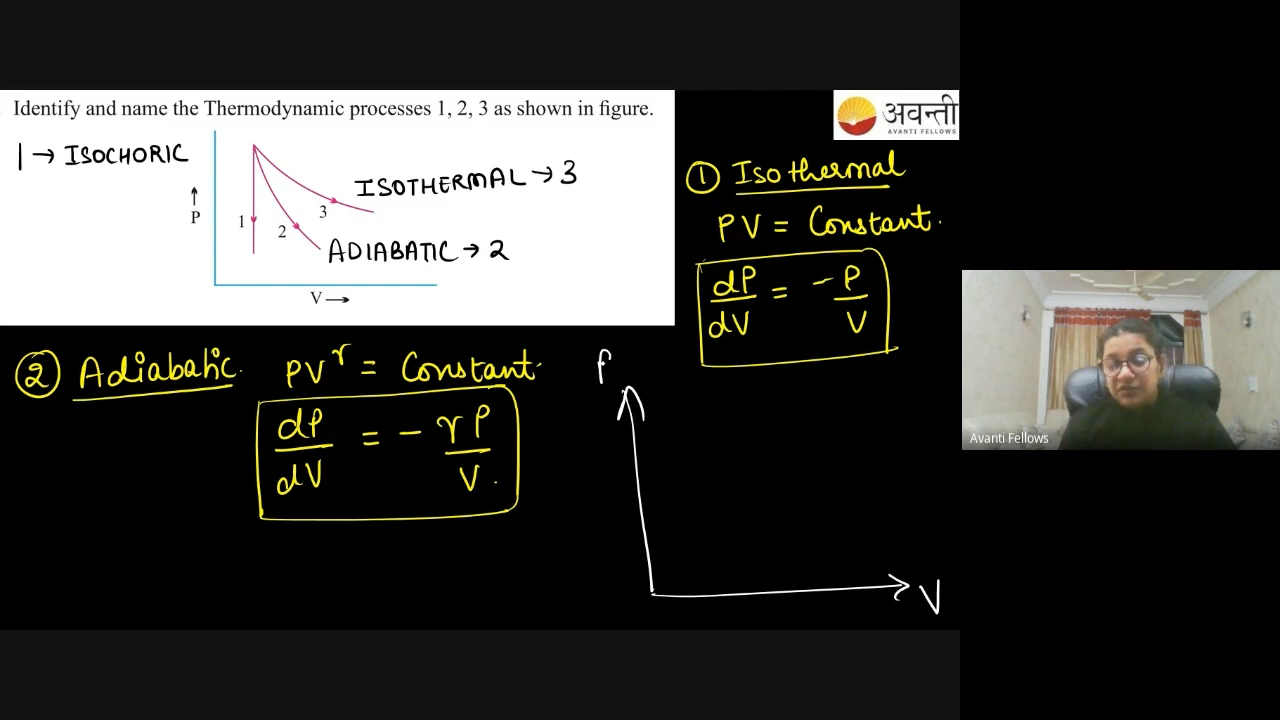 Identify and name the Thermodynamic processes 1, 2, 3 as shown in figure.
अवन्ती
AVANTI FELLOWS
1 → ISOCHORIC
↑
P
1
2
3
V →
ISOTHERMAL → 3
ADIABATIC → 2
① Isothermal
PV = Constant.
dP/dV = -P/V
② Adiabatic. PV^γ = Constant.
dP/dV = - γP/V.
P
V
Avanti Fellows